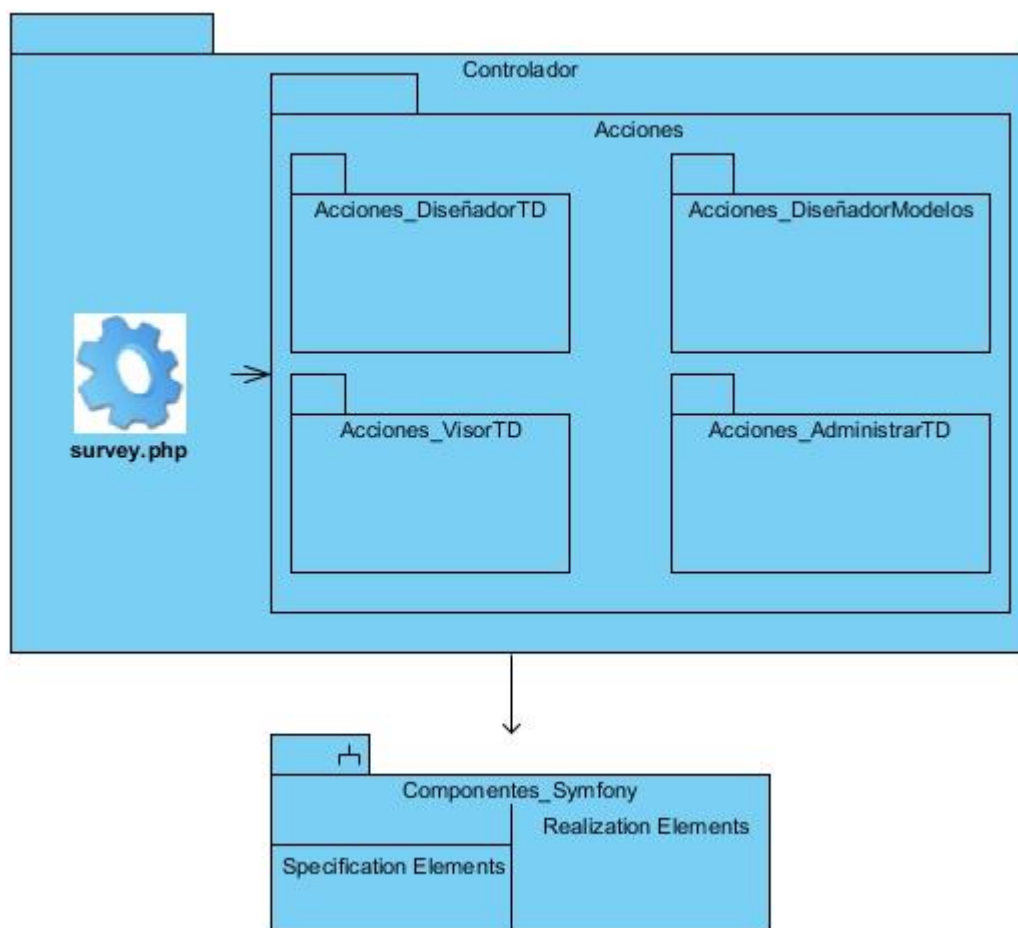 Controlador
Acciones
Acciones_DiseñadorTD
Acciones_DiseñadorModelos
survey.php
Acciones_VisorTD
Acciones_AdministrarTD
Componentes_Symfony
Realization Elements
Specification Elements